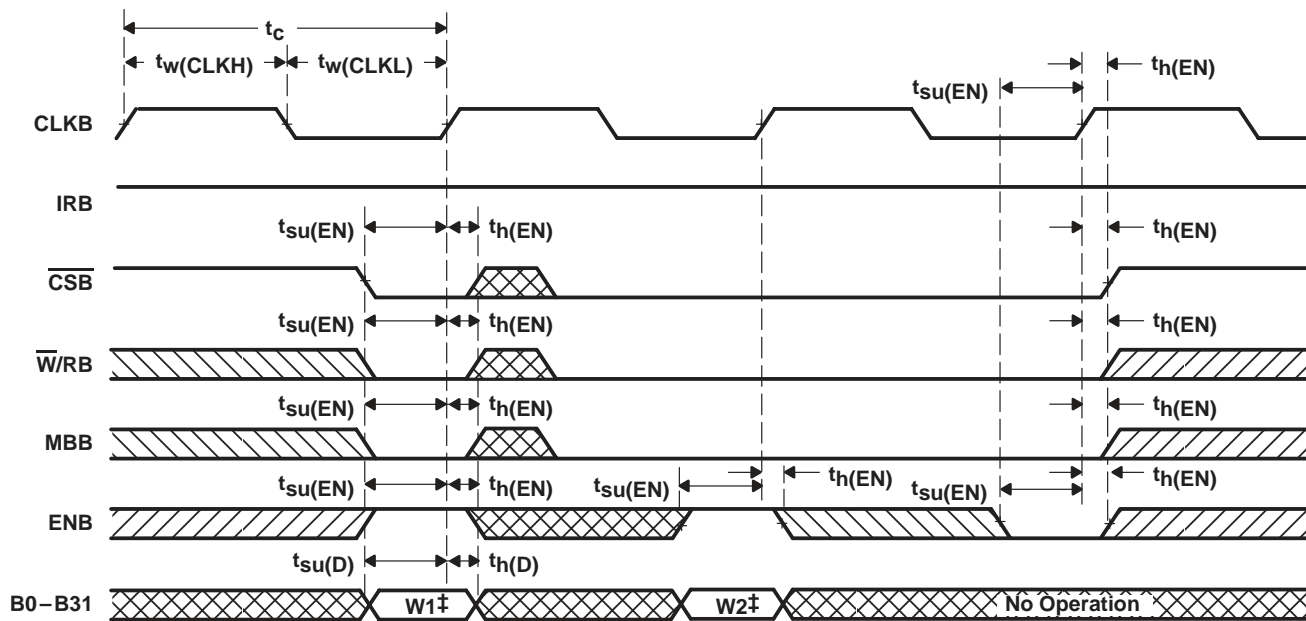 tc
tw(CLKH) tw(CLKL) th(EN)
tsu(EN)
CLKB
IRB
tsu(EN) th(EN) th(EN)
CSB
tsu(EN) th(EN) th(EN)
W/RB
tsu(EN) th(EN) th(EN)
MBB
tsu(EN) th(EN) tsu(EN) th(EN) tsu(EN) th(EN)
ENB
tsu(D) th(D)
B0–B31 W1‡ W2‡ No Operation